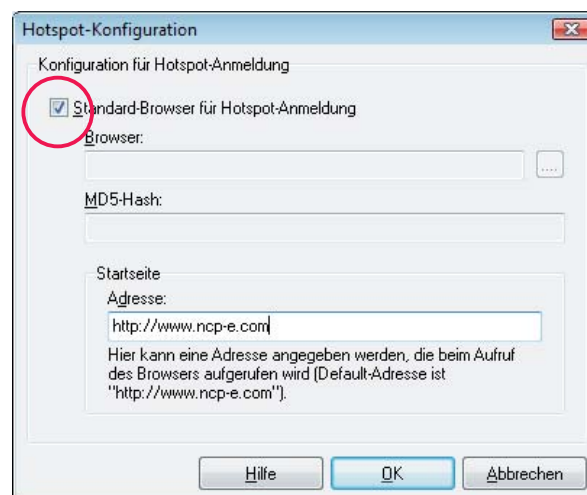 Hotspot-Konfiguration
Konfiguration für Hotspot-Anmeldung
Standard-Browser für Hotspot-Anmeldung
Browser:
....
MD5-Hash:
Startseite
Adresse:
http://www.ncp-e.com
Hier kann eine Adresse angegeben werden, die beim Aufruf
des Browsers aufgerufen wird (Default-Adresse ist
"http://www.ncp-e.com").
Hilfe OK Abbrechen